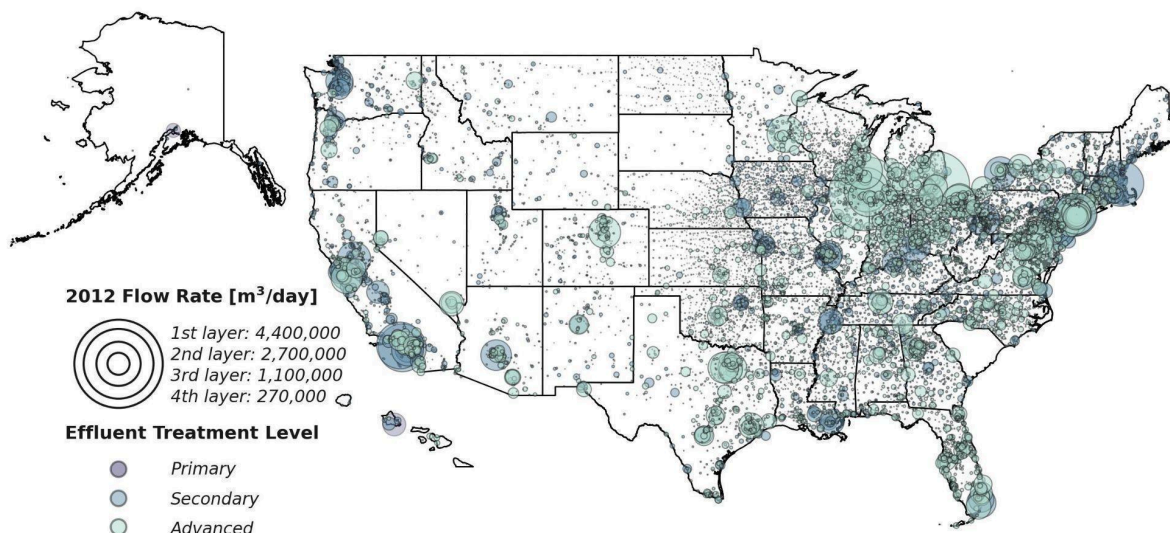 2012 Flow Rate [m³/day]
1st layer: 4,400,000
2nd layer: 2,700,000
3rd layer: 1,100,000
4th layer: 270,000
Effluent Treatment Level
Primary
Secondary
Advanced